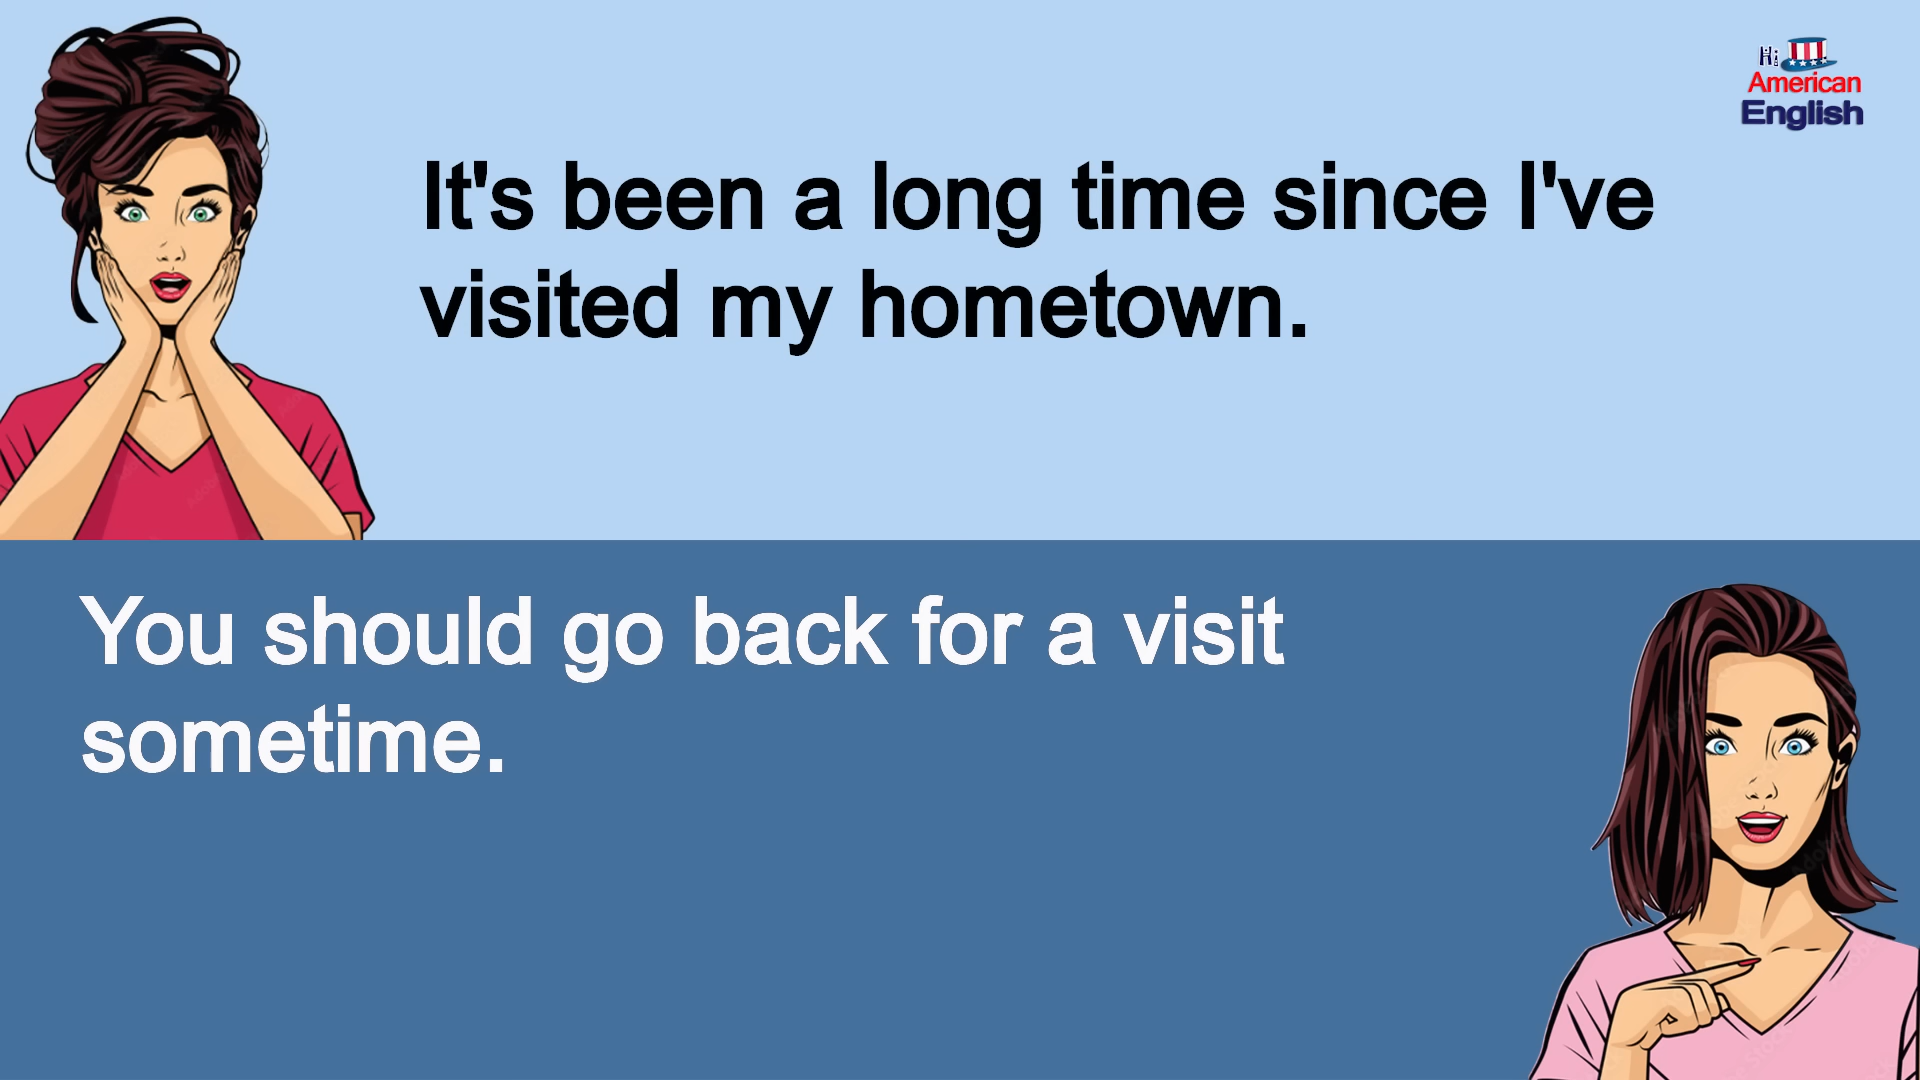 Hi
American
English
It's been a long time since I've
visited my hometown.
You should go back for a visit
sometime.